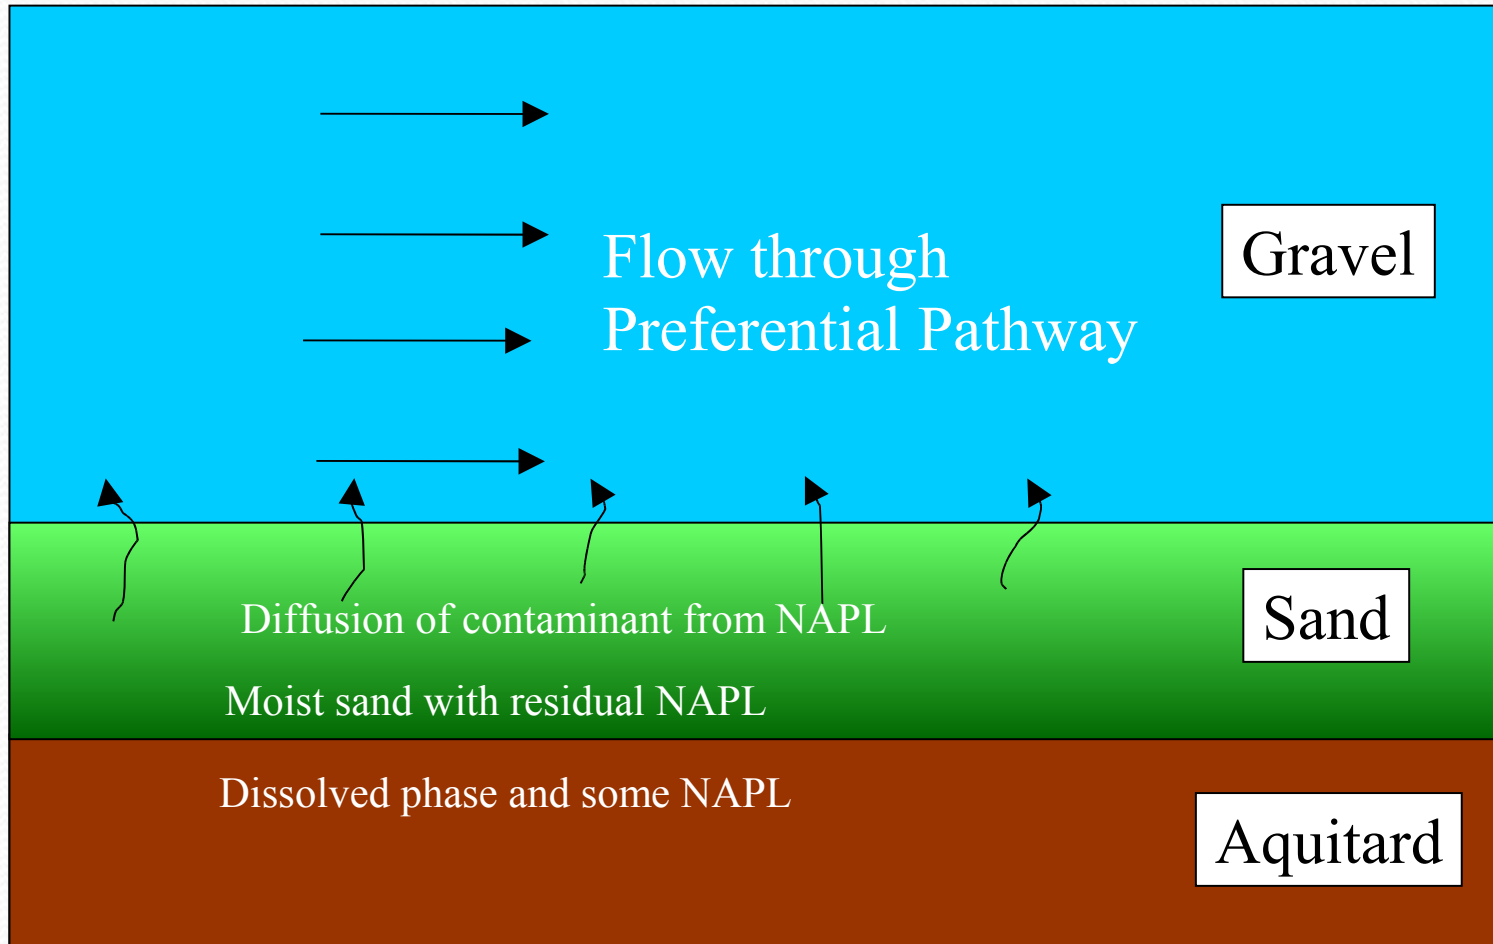 Flow through
Preferential Pathway
Gravel
Diffusion of contaminant from NAPL
Sand
Moist sand with residual NAPL
Dissolved phase and some NAPL
Aquitard